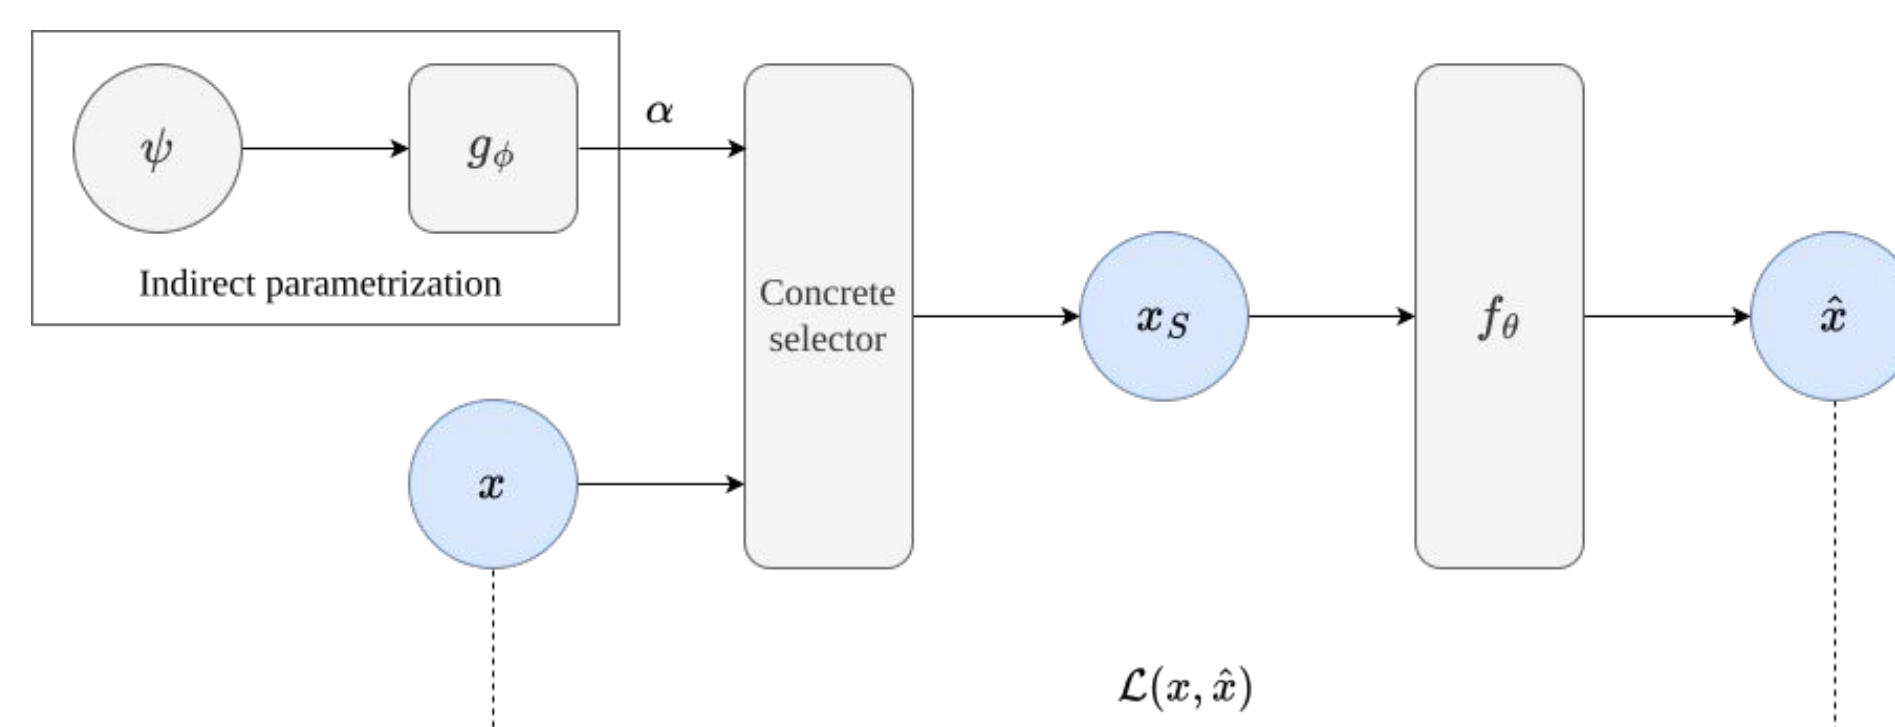 ψ
g_ϕ
α
Indirect parametrization
Concrete
selector
x_S
f_θ
x̂
x
ℒ(x, x̂)